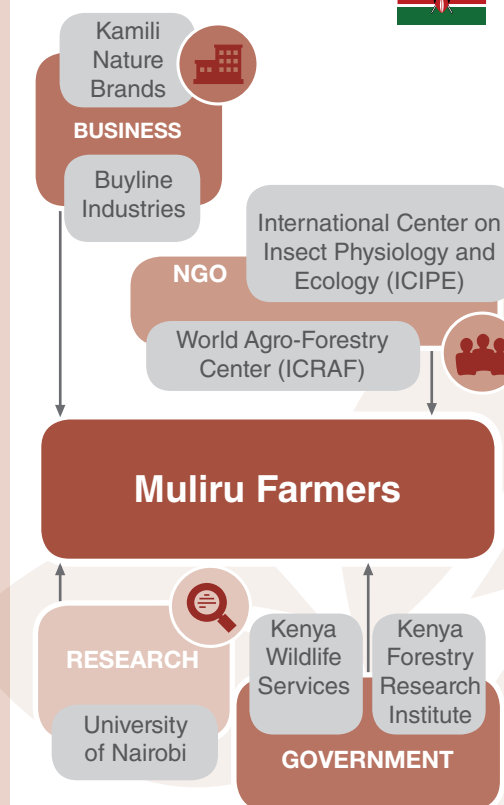 Kamili
Nature
Brands
BUSINESS
Buyline
Industries
International Center on
Insect Physiology and
Ecology (ICIPE)
NGO
World Agro-Forestry
Center (ICRAF)
Muliru Farmers
RESEARCH
University
of Nairobi
Kenya
Wildlife
Services
Kenya
Forestry
Research
Institute
GOVERNMENT